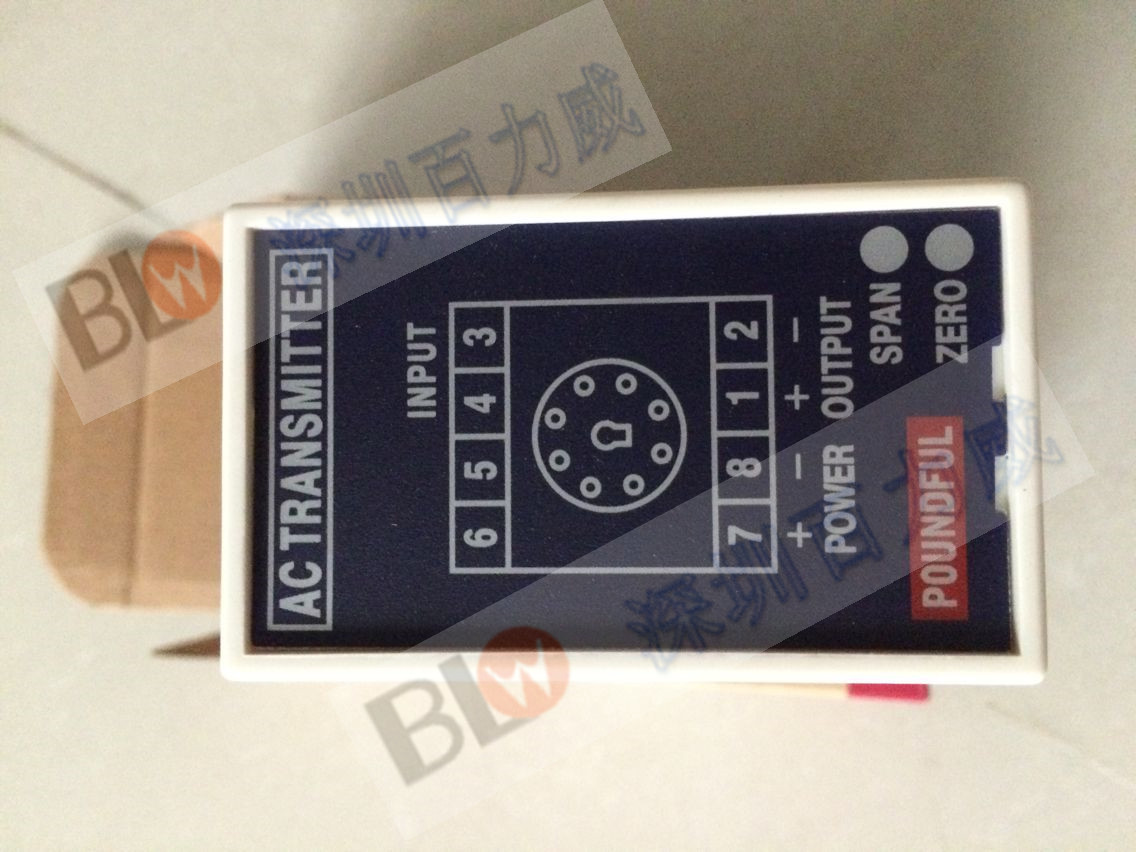 AC TRANSMITTER
INPUT
6 5 4 3
7 8 1 2
+ − + −
POWER OUTPUT
SPAN
POUNDFUL
ZERO
BLW 深圳百力威
BLW 深圳百力威